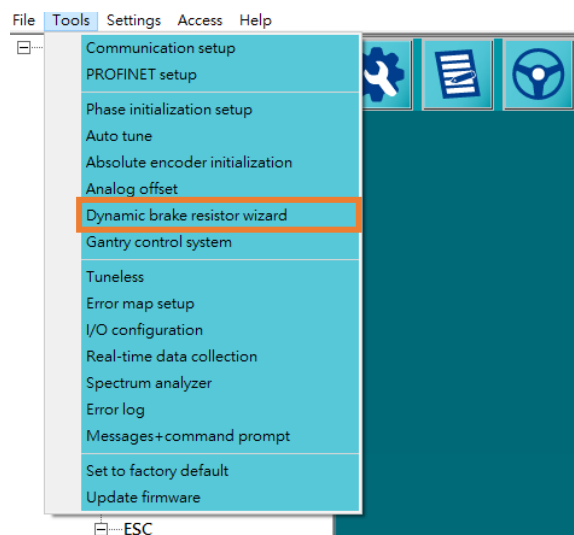 File Tools Settings Access Help
Communication setup
PROFINET setup
Phase initialization setup
Auto tune
Absolute encoder initialization
Analog offset
Dynamic brake resistor wizard
Gantry control system
Tuneless
Error map setup
I/O configuration
Real-time data collection
Spectrum analyzer
Error log
Messages+command prompt
Set to factory default
Update firmware
ESC